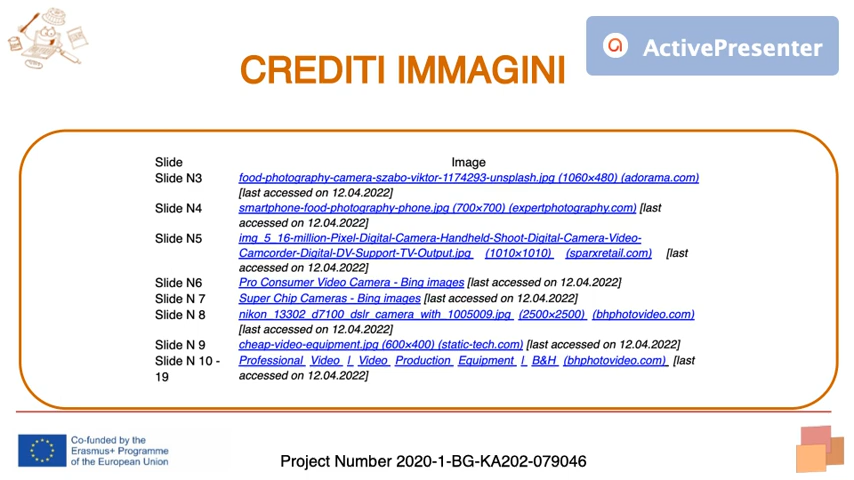 ActivePresenter
CREDITI IMMAGINI
Slide Image
Slide N3 food-photography-camera-szabo-viktor-1174293-unsplash.jpg (1060×480) (adorama.com)
[last accessed on 12.04.2022]
Slide N4 smartphone-food-photography-phone.jpg (700×700) (expertphotography.com) [last
accessed on 12.04.2022]
Slide N5 img_5_16-million-Pixel-Digital-Camera-Handheld-Shoot-Digital-Camera-Video-
Camcorder-Digital-DV-Support-TV-Output.jpg (1010×1010) (sparxretail.com) [last
accessed on 12.04.2022]
Slide N6 Pro Consumer Video Camera - Bing images [last accessed on 12.04.2022]
Slide N 7 Super Chip Cameras - Bing images [last accessed on 12.04.2022]
Slide N 8 nikon_13302_d7100_dslr_camera_with_1005009.jpg (2500×2500) (bhphotovideo.com)
[last accessed on 12.04.2022]
Slide N 9 cheap-video-equipment.jpg (600×400) (static-tech.com) [last accessed on 12.04.2022]
Slide N 10 - Professional Video | Video Production Equipment | B&H (bhphotovideo.com) [last
19 accessed on 12.04.2022]
Co-funded by the
Erasmus+ Programme
of the European Union
Project Number 2020-1-BG-KA202-079046